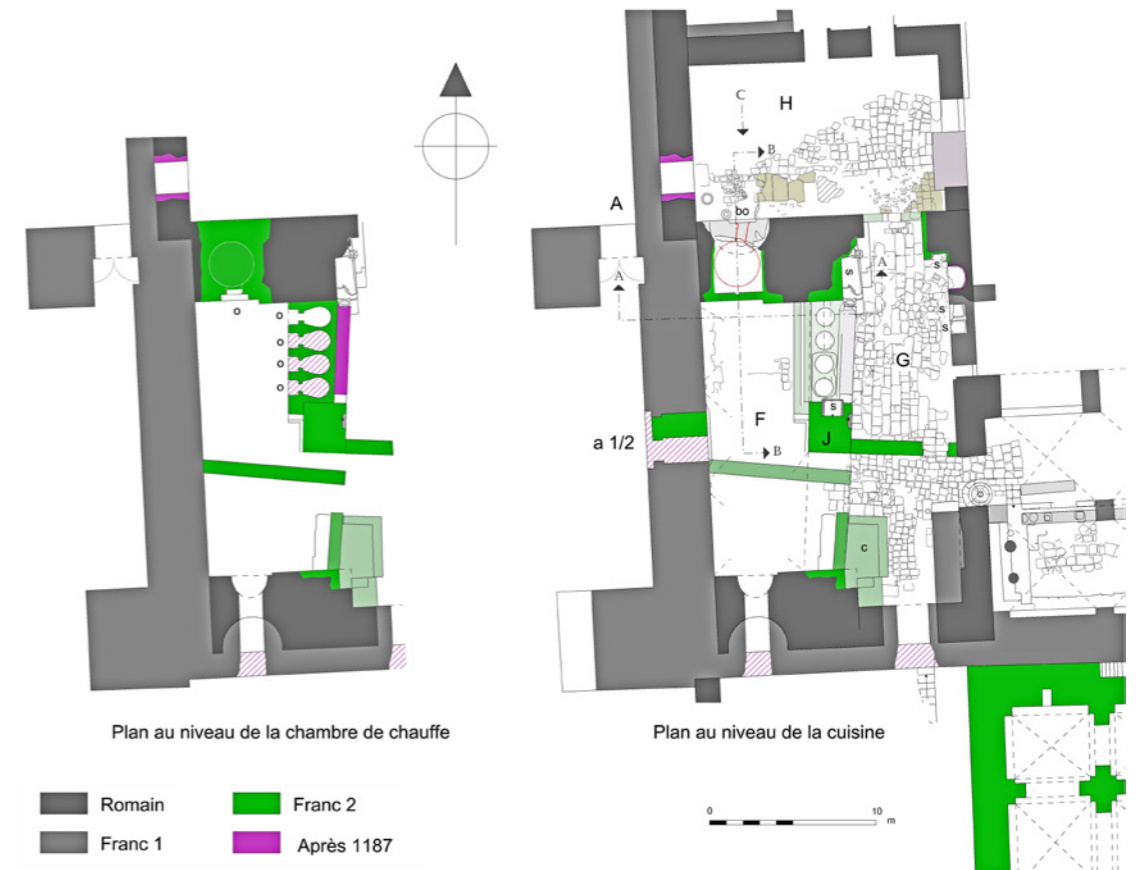 H
C
B
A
bo
A
A
s
s
s
s
G
F
s
a 1/2
J
B
c
Plan au niveau de la chambre de chauffe
Plan au niveau de la cuisine
Romain
Franc 2
Franc 1
Après 1187
0 10
m